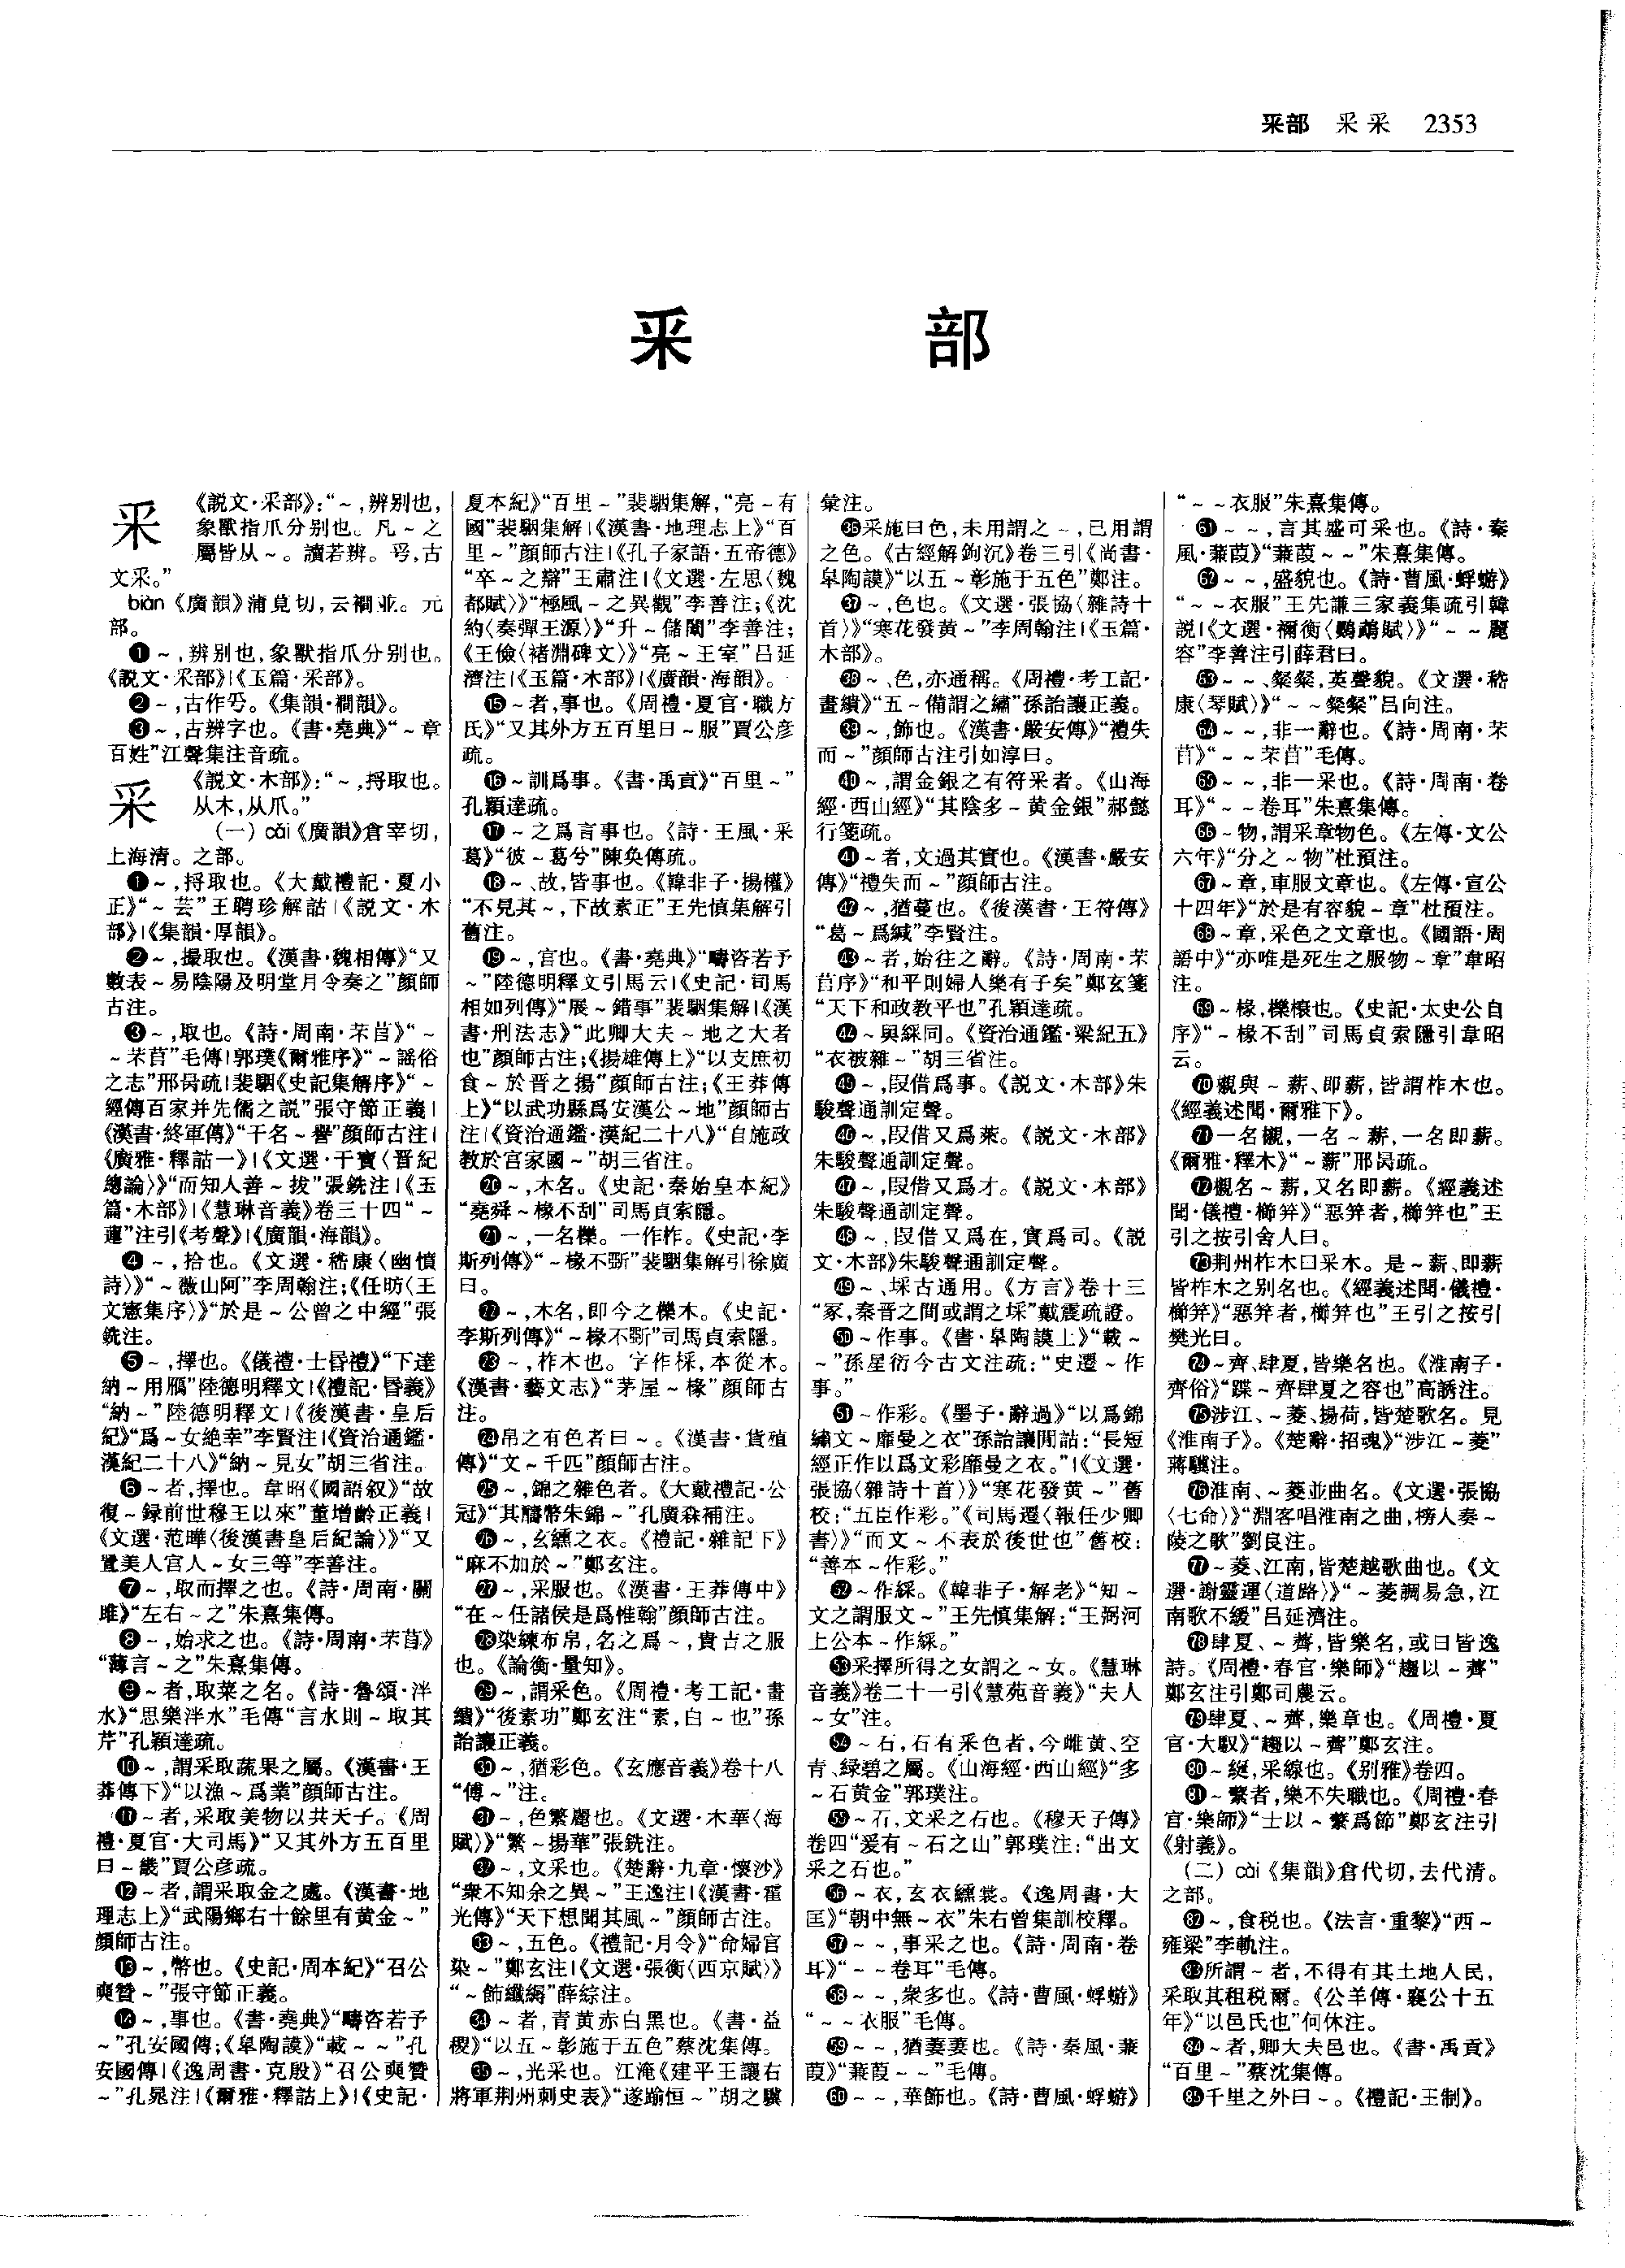 釆部　釆 采　2353
釆　部
釆　《説文·釆部》：“～，辨别也，
象獸指爪分别也。凡～之
屬皆从～。讀若辨。𠂥，古
文釆。”
biàn《廣韻》蒲莧切，去襇並。元
部。
❶～，辨别也，象獸指爪分别也。
《説文·釆部》|《玉篇·釆部》。
❷～，古作𠂥。《集韻·襇韻》。
❸～，古辨字也。《書·堯典》“～章
百姓”江聲集注音疏。
采　《説文·木部》：“～，捋取也。
从木，从爪。”
（一）cǎi《廣韻》倉宰切，
上海清。之部。
❶～，捋取也。《大戴禮記·夏小
正》“～芸”王聘珍解詁|《説文·木
部》|《集韻·厚韻》。
❷～，撮取也。《漢書·魏相傳》“又
數表～易陰陽及明堂月令奏之”顔師
古注。
❸～，取也。《詩·周南·芣苢》“～
～芣苢”毛傳|郭璞《爾雅序》“～謡俗
之志”邢昺疏|裴駰《史記集解序》“～
經傳百家并先儒之説”張守節正義|
《漢書·終軍傳》“干名～譽”顔師古注|
《廣雅·釋詁一》|《文選·干寶〈晉紀
總論〉》“而知人善～拔”張銑注|《玉
篇·木部》|《慧琳音義》卷三十四“～
蓮”注引《考聲》|《廣韻·海韻》。
❹～，拾也。《文選·嵇康〈幽憤
詩〉》“～薇山阿”李周翰注；《任昉〈王
文憲集序〉》“於是～公曾之中經”張
銑注。
❺～，擇也。《儀禮·士昏禮》“下達
納～用鴈”陸德明釋文|《禮記·昏義》
“納～”陸德明釋文|《後漢書·皇后
紀》“爲～女絶幸”李賢注|《資治通鑑·
漢紀二十八》“納～見女”胡三省注。
❻～者，擇也。韋昭《國語叙》“故
復～録前世穆王以來”董增齡正義|
《文選·范曄〈後漢書皇后紀論〉》“又
置美人宫人～女三等”李善注。
❼～，取而擇之也。《詩·周南·關
雎》“左右～之”朱熹集傳。
❽～，始求之也。《詩·周南·芣苢》
“薄言～之”朱熹集傳。
❾～者，取菜之名。《詩·魯頌·泮
水》“思樂泮水”毛傳“言水則～取其
芹”孔穎達疏。
❿～，謂采取蔬果之屬。《漢書·王
莽傳下》“以漁～爲業”顔師古注。
⓫～者，采取美物以共天子。《周
禮·夏官·大司馬》“又其外方五百里
曰～畿”賈公彦疏。
⓬～者，謂采取金之處。《漢書·地
理志上》“武陽鄉右十餘里有黄金～”
顔師古注。
⓭～，幣也。《史記·周本紀》“召公
奭贊～”張守節正義。
⓮～，事也。《書·堯典》“疇咨若予
～”孔安國傳；《臯陶謨》“載～～”孔
安國傳|《逸周書·克殷》“召公奭贊
～”孔晁注|《爾雅·釋詁上》|《史記·
夏本紀》“百里～”裴駰集解，“亮～有
國”裴駰集解|《漢書·地理志上》“百
里～”顔師古注|《孔子家語·五帝德》
“卒～之辯”王肅注|《文選·左思〈魏
都賦〉》“極風～之異觀”李善注；《沈
約〈奏彈王源〉》“升～儲闈”李善注；
《王儉〈褚淵碑文〉》“亮～王室”吕延
濟注|《玉篇·木部》|《廣韻·海韻》。
⓯～者，事也。《周禮·夏官·職方
氏》“又其外方五百里曰～服”賈公彦
疏。
⓰～訓爲事。《書·禹貢》“百里～”
孔穎達疏。
⓱～之爲言事也。《詩·王風·采
葛》“彼～葛兮”陳奂傳疏。
⓲～、故，皆事也。《韓非子·揚權》
“不見其～，下故素正”王先慎集解引
舊注。
⓳～，官也。《書·堯典》“疇咨若予
～”陸德明釋文引馬云|《史記·司馬
相如列傳》“展～錯事”裴駰集解|《漢
書·刑法志》“此卿大夫～地之大者
也”顔師古注；《揚雄傳上》“以支庶初
食～於晋之揚”顔師古注；《王莽傳
上》“以武功縣爲安漢公～地”顔師古
注|《資治通鑑·漢紀二十八》“自施政
教於宫家國～”胡三省注。
⓴～，木名。《史記·秦始皇本紀》
“堯舜～椽不刮”司馬貞索隱。
㉑～，一名櫟。一作柞。《史記·李
斯列傳》“～椽不斲”裴駰集解引徐廣
曰。
㉒～，木名，即今之櫟木。《史記·
李斯列傳》“～椽不斲”司馬貞索隱。
㉓～，柞木也。字作棌，本從木。
《漢書·藝文志》“茅屋～椽”顔師古
注。
㉔帛之有色者曰～。《漢書·貨殖
傳》“文～千匹”顔師古注。
㉕～，錦之雜色者。《大戴禮記·公
冠》“其醻幣朱錦～”孔廣森補注。
㉖～，玄纁之衣。《禮記·雜記下》
“麻不加於～”鄭玄注。
㉗～，采服也。《漢書·王莽傳中》
“在～任諸侯是爲惟翰”顔師古注。
㉘染練布帛，名之爲～，貴吉之服
也。《論衡·量知》。
㉙～，謂采色。《周禮·考工記·畫
繢》“後素功”鄭玄注“素，白～也”孫
詒讓正義。
㉚～，猶彩色。《玄應音義》卷十八
“傅～”注。
㉛～，色繁麗也。《文選·木華〈海
賦〉》“繁～揚華”張銑注。
㉜～，文采也。《楚辭·九章·懷沙》
“衆不知余之異～”王逸注|《漢書·霍
光傳》“天下想聞其風～”顔師古注。
㉝～，五色。《禮記·月令》“命婦官
染～”鄭玄注|《文選·張衡〈西京賦〉》
“～飾纖縟”薛綜注。
㉞～者，青黄赤白黑也。《書·益
稷》“以五～彰施于五色”蔡沈集傳。
㉟～，光采也。江淹《建平王讓右
將軍荆州刺史表》“遂踰恒～”胡之驥
彙注。
㊱采施曰色，未用謂之～，已用謂
之色。《古經解鉤沉》卷三引《尚書·
臯陶謨》“以五～彰施于五色”鄭注。
㊲～，色也。《文選·張協〈雜詩十
首〉》“寒花發黄～”李周翰注|《玉篇·
木部》。
㊳～、色，亦通稱。《周禮·考工記·
畫繢》“五～備謂之繡”孫詒讓正義。
㊴～，飾也。《漢書·嚴安傳》“禮失
而～”顔師古注引如淳曰。
㊵～，謂金銀之有符采者。《山海
經·西山經》“其陰多～黄金銀”郝懿
行箋疏。
㊶～者，文過其實也。《漢書·嚴安
傳》“禮失而～”顔師古注。
㊷～，猶蔓也。《後漢書·王符傳》
“葛～爲緘”李賢注。
㊸～者，始往之辭。《詩·周南·芣
苢序》“和平則婦人樂有子矣”鄭玄箋
“天下和政教平也”孔穎達疏。
㊹～與綵同。《資治通鑑·梁紀五》
“衣被雜～”胡三省注。
㊺～，叚借爲事。《説文·木部》朱
駿聲通訓定聲。
㊻～，叚借又爲菜。《説文·木部》
朱駿聲通訓定聲。
㊼～，叚借又爲才。《説文·木部》
朱駿聲通訓定聲。
㊽～，叚借又爲在，實爲司。《説
文·木部》朱駿聲通訓定聲。
㊾～、埰古通用。《方言》卷十三
“冢，秦晋之間或謂之埰”戴震疏證。
㊿～作事。《書·臯陶謨上》“載～
～”孫星衍今古文注疏：“史遷～作
事。”
51～作彩。《墨子·辭過》“以爲錦
繡文～靡曼之衣”孫詒讓閒詁：“長短
經正作以爲文彩靡曼之衣。”|《文選·
張協〈雜詩十首〉》“寒花發黄～”舊
校：“五臣作彩。”《司馬遷〈報任少卿
書〉》“而文～不表於後世也”舊校：
“善本～作彩。”
52～作綵。《韓非子·解老》“知～
文之謂服文～”王先慎集解：“王弼河
上公本～作綵。”
53采擇所得之女謂之～女。《慧琳
音義》卷二十一引《慧苑音義》“夫人
～女”注。
54～石，石有采色者，今雌黄、空
青、緑碧之屬。《山海經·西山經》“多
～石黄金”郭璞注。
55～石，文采之石也。《穆天子傳》
卷四“爰有～石之山”郭璞注：“出文
采之石也。”
56～衣，玄衣纁裳。《逸周書·大
匡》“朝中無～衣”朱右曾集訓校釋。
57～～，事采之也。《詩·周南·卷
耳》“～～卷耳”毛傳。
58～～，衆多也。《詩·曹風·蜉蝣》
“～～衣服”毛傳。
59～～，猶萋萋也。《詩·秦風·蒹
葭》“蒹葭～～”毛傳。
60～～，華飾也。《詩·曹風·蜉蝣》
“～～衣服”朱熹集傳。
61～～，言其盛可采也。《詩·秦
風·蒹葭》“蒹葭～～”朱熹集傳。
62～～，盛貌也。《詩·曹風·蜉蝣》
“～～衣服”王先謙三家義集疏引韓
説|《文選·禰衡〈鸚鵡賦〉》“～～麗
容”李善注引薛君曰。
63～～、粲粲，英聲貌。《文選·嵇
康〈琴賦〉》“～～粲粲”吕向注。
64～～，非一辭也。《詩·周南·芣
苢》“～～芣苢”毛傳。
65～～，非一采也。《詩·周南·卷
耳》“～～卷耳”朱熹集傳。
66～物，謂采章物色。《左傳·文公
六年》“分之～物”杜預注。
67～章，車服文章也。《左傳·宣公
十四年》“於是有容貌～章”杜預注。
68～章，采色之文章也。《國語·周
語中》“亦唯是死生之服物～章”韋昭
注。
69～椽，櫟榱也。《史記·太史公自
序》“～椽不刮”司馬貞索隱引韋昭
云。
70櫬與～薪、即薪，皆謂柞木也。
《經義述聞·爾雅下》。
71一名櫬，一名～薪，一名即薪。
《爾雅·釋木》“～薪”邢昺疏。
72櫬名～薪，又名即薪。《經義述
聞·儀禮·櫛笄》“惡笄者，櫛笄也”王
引之按引舍人曰。
73荆州柞木曰采木。是～薪、即薪
皆柞木之别名也。《經義述聞·儀禮·
櫛笄》“惡笄者，櫛笄也”王引之按引
樊光曰。
74～齊、肆夏，皆樂名也。《淮南子·
齊俗》“蹀～齊肆夏之容也”高誘注。
75涉江、～菱、揚荷，皆楚歌名。見
《淮南子》。《楚辭·招魂》“涉江～菱”
蔣驥注。
76淮南、～菱並曲名。《文選·張協
〈七命〉》“淵客唱淮南之曲，榜人奏～
陵之歌”劉良注。
77～菱、江南，皆楚越歌曲也。《文
選·謝靈運〈道路〉》“～菱調易急，江
南歌不緩”吕延濟注。
78肆夏、～薺，皆樂名，或曰皆逸
詩。《周禮·春官·樂師》“趨以～薺”
鄭玄注引鄭司農云。
79肆夏、～薺，樂章也。《周禮·夏
官·大馭》“趨以～薺”鄭玄注。
80～綖，采線也。《别雅》卷四。
81～蘩者，樂不失職也。《周禮·春
官·樂師》“士以～蘩爲節”鄭玄注引
《射義》。
（二）cài《集韻》倉代切，去代清。
之部。
82～，食税也。《法言·重黎》“西～
雍梁”李軌注。
83所謂～者，不得有其土地人民，
采取其租税爾。《公羊傳·襄公十五
年》“以邑氏也”何休注。
84～者，卿大夫邑也。《書·禹貢》
“百里～”蔡沈集傳。
85千里之外曰～。《禮記·王制》。